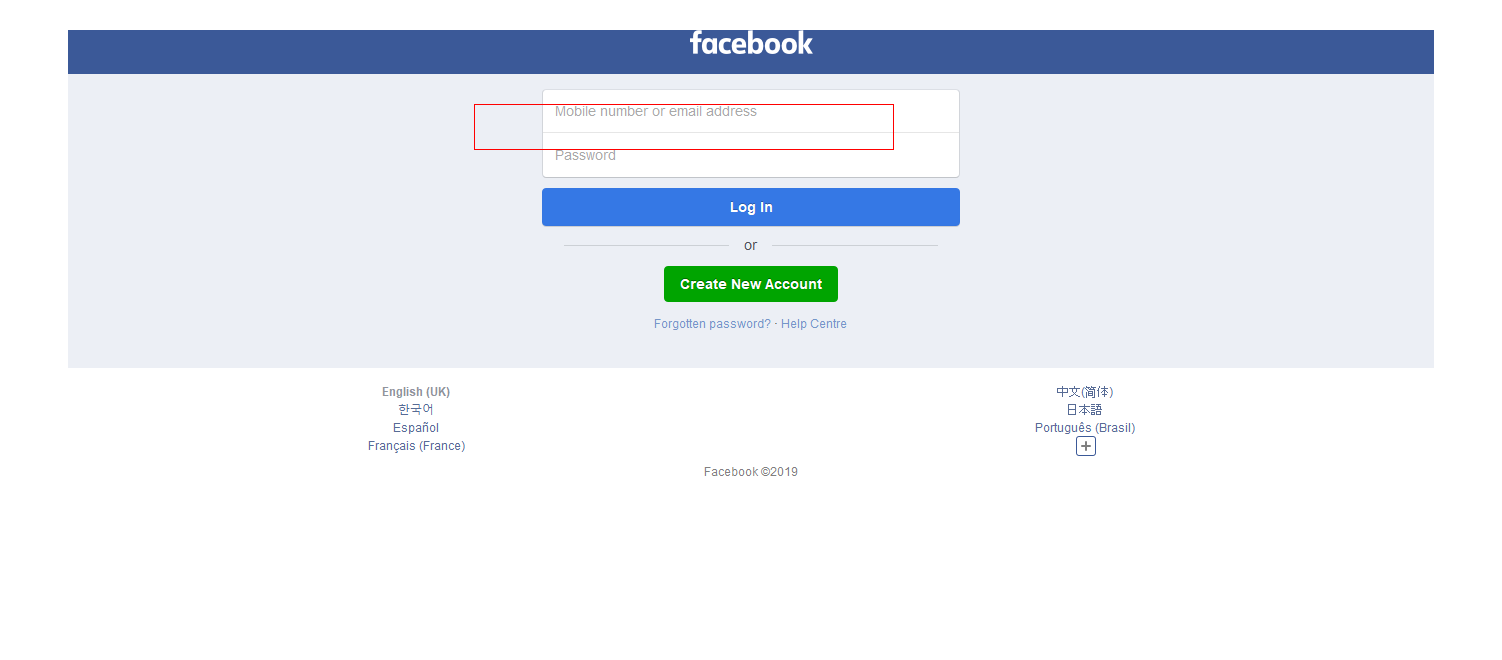 facebook
Mobile number or email address
Password
Log In
or
Create New Account
Forgotten password? · Help Centre
English (UK)
한국어
Español
Français (France)
中文(简体)
日本語
Português (Brasil)
Facebook ©2019